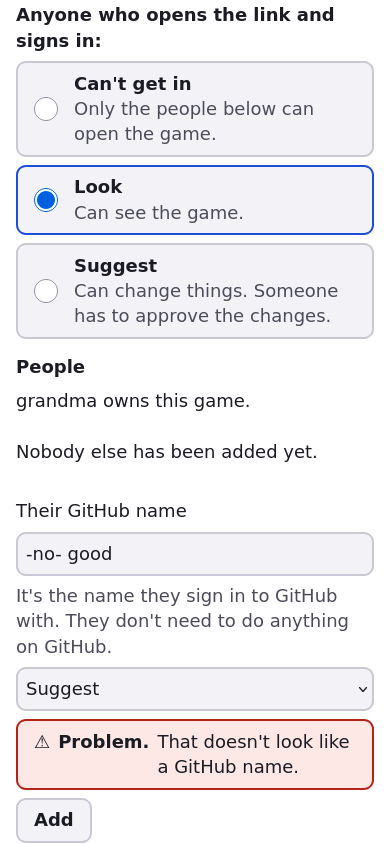 Anyone who opens the link and
signs in:
Can't get in
Only the people below can
open the game.
Look
Can see the game.
Suggest
Can change things. Someone
has to approve the changes.
People
grandma owns this game.
Nobody else has been added yet.
Their GitHub name
-no- good
It's the name they sign in to GitHub
with. They don't need to do anything
on GitHub.
Suggest
⚠ Problem. That doesn't look like
a GitHub name.
Add